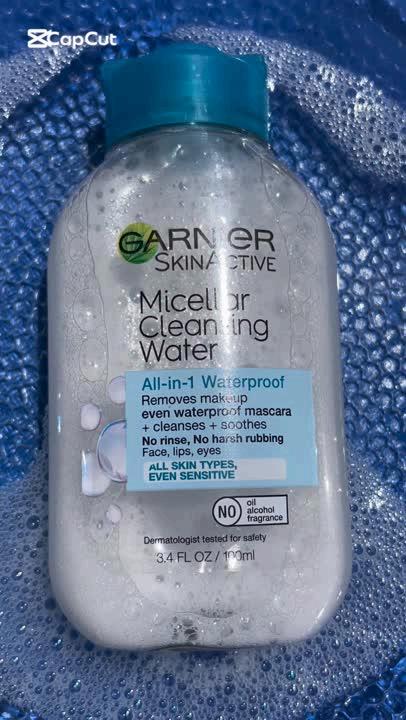 CapCut
GARNIER
SKINACTIVE
Micellar
Cleansing
Water
All-in-1 Waterproof
Removes makeup
even waterproof mascara
+ cleanses + soothes
No rinse, No harsh rubbing
Face, lips, eyes
ALL SKIN TYPES,
EVEN SENSITIVE
NO oil
alcohol
fragrance
Dermatologist tested for safety
3.4 FL OZ / 100ml